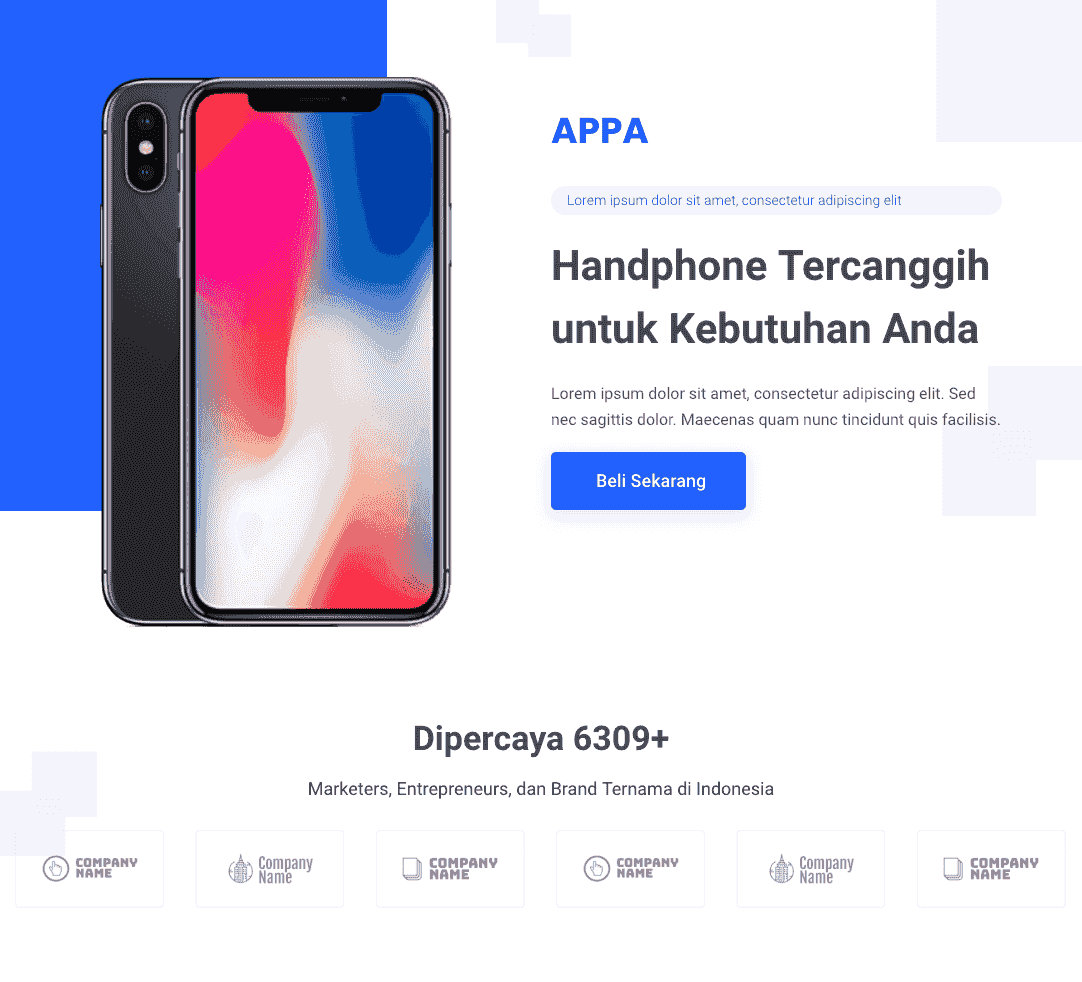 APPA
Lorem ipsum dolor sit amet, consectetur adipiscing elit
Handphone Tercanggih
untuk Kebutuhan Anda
Lorem ipsum dolor sit amet, consectetur adipiscing elit. Sed
nec sagittis dolor. Maecenas quam nunc tincidunt quis facilisis.
Beli Sekarang
Dipercaya 6309+
Marketers, Entrepreneurs, dan Brand Ternama di Indonesia
COMPANY
NAME
Company
Name
COMPANY
NAME
COMPANY
NAME
Company
Name
COMPANY
NAME